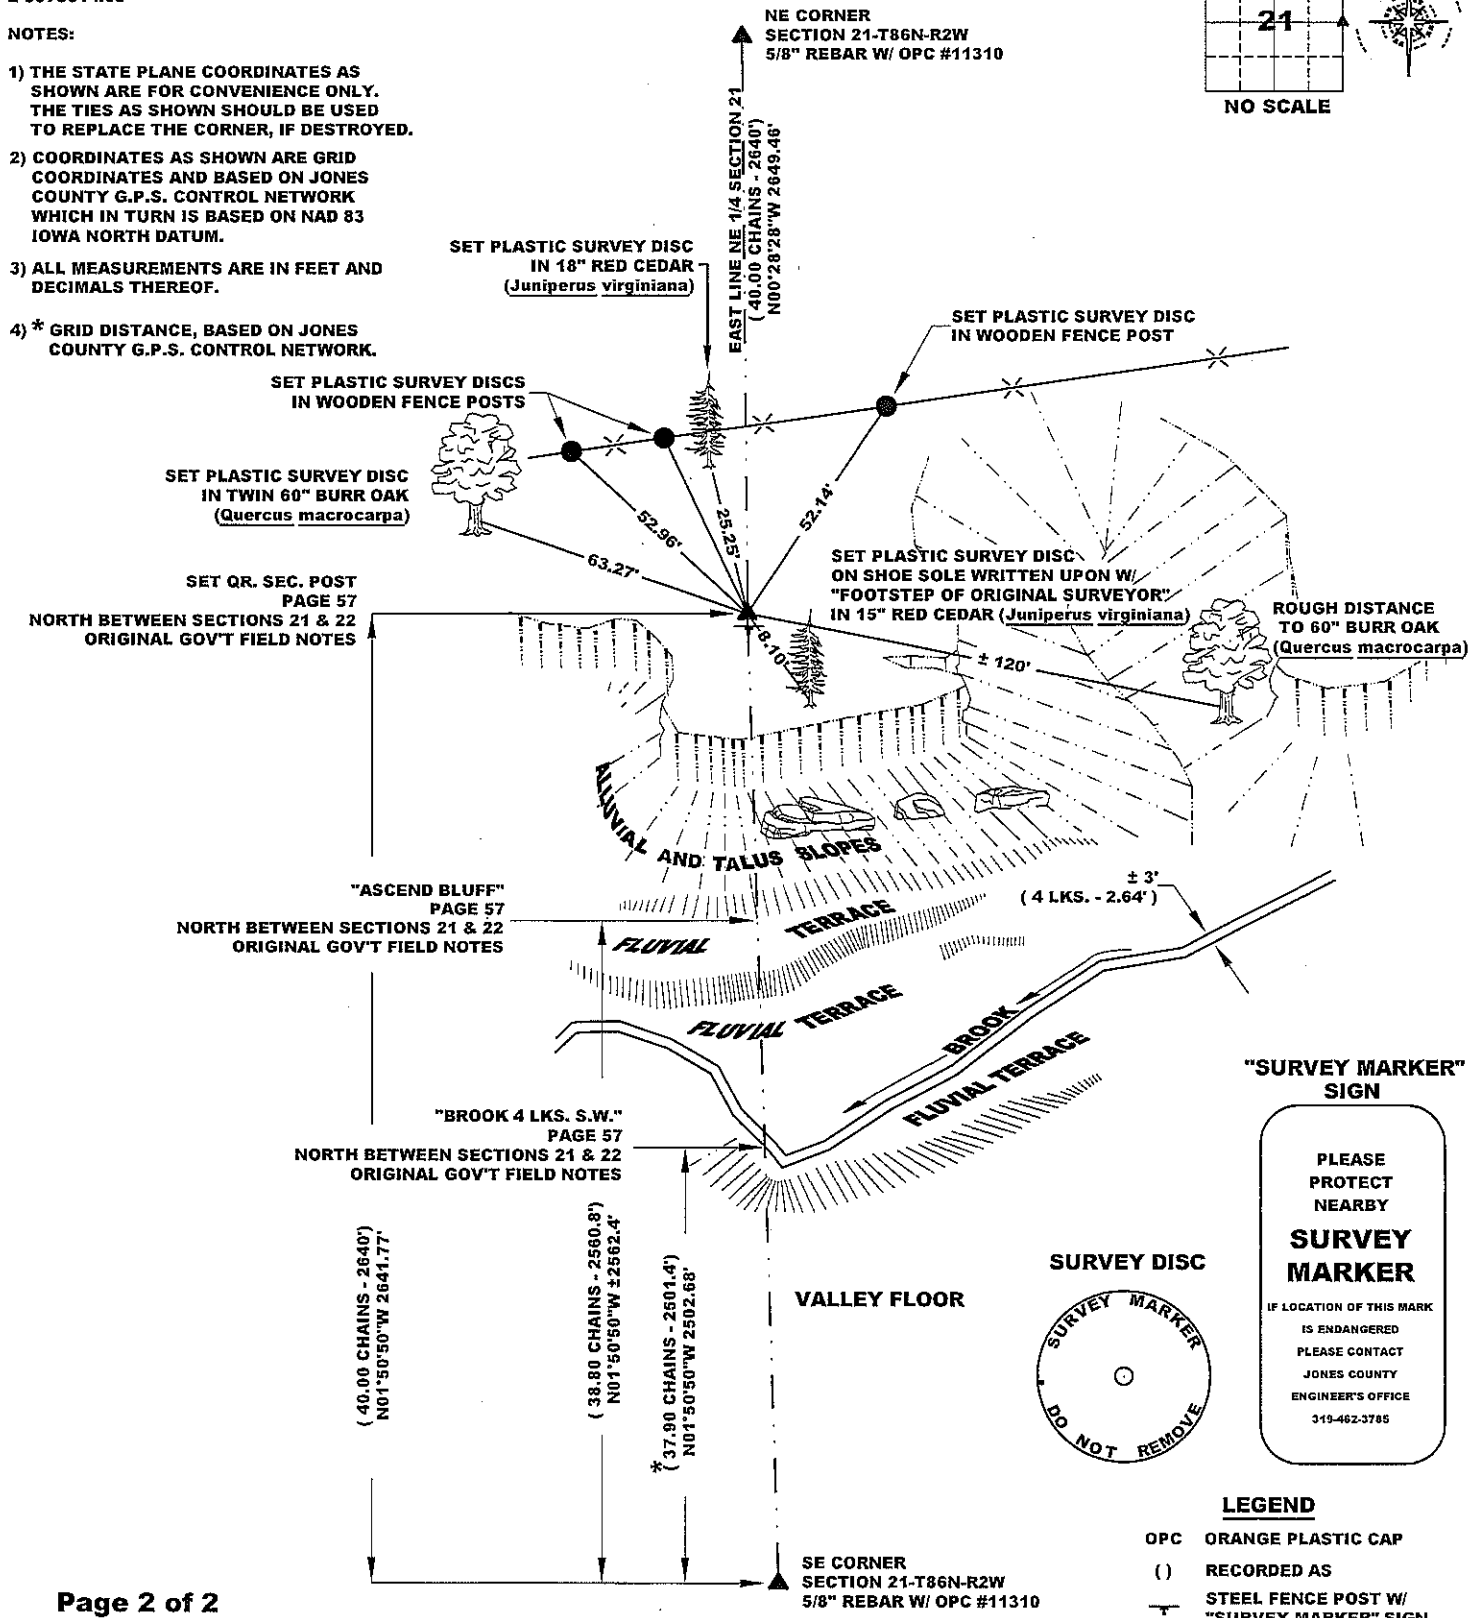 NOTES:
1) THE STATE PLANE COORDINATES AS
SHOWN ARE FOR CONVENIENCE ONLY.
THE TIES AS SHOWN SHOULD BE USED
TO REPLACE THE CORNER, IF DESTROYED.
2) COORDINATES AS SHOWN ARE GRID
COORDINATES AND BASED ON JONES
COUNTY G.P.S. CONTROL NETWORK
WHICH IN TURN IS BASED ON NAD 83
IOWA NORTH DATUM.
3) ALL MEASUREMENTS ARE IN FEET AND
DECIMALS THEREOF.
4) * GRID DISTANCE, BASED ON JONES
COUNTY G.P.S. CONTROL NETWORK.
NE CORNER
SECTION 21-T86N-R2W
5/8" REBAR W/ OPC #11310
21
NO SCALE
EAST LINE NE 1/4 SECTION 21
( 40.00 CHAINS - 2640')
N00°28'28"W 2649.46'
SET PLASTIC SURVEY DISC
IN 18" RED CEDAR
(Juniperus virginiana)
SET PLASTIC SURVEY DISC
IN WOODEN FENCE POST
SET PLASTIC SURVEY DISCS
IN WOODEN FENCE POSTS
SET PLASTIC SURVEY DISC
IN TWIN 60" BURR OAK
(Quercus macrocarpa)
52.96'
25.25'
52.14'
63.27'
SET PLASTIC SURVEY DISC
ON SHOE SOLE WRITTEN UPON W/
"FOOTSTEP OF ORIGINAL SURVEYOR"
IN 15" RED CEDAR (Juniperus virginiana)
SET QR. SEC. POST
PAGE 57
NORTH BETWEEN SECTIONS 21 & 22
ORIGINAL GOV'T FIELD NOTES
8.10'
± 120'
ROUGH DISTANCE
TO 60" BURR OAK
(Quercus macrocarpa)
ALLUVIAL AND TALUS SLOPES
"ASCEND BLUFF"
PAGE 57
NORTH BETWEEN SECTIONS 21 & 22
ORIGINAL GOV'T FIELD NOTES
± 3'
( 4 LKS. - 2.64' )
FLUVIAL TERRACE
FLUVIAL TERRACE
BROOK
FLUVIAL TERRACE
"BROOK 4 LKS. S.W."
PAGE 57
NORTH BETWEEN SECTIONS 21 & 22
ORIGINAL GOV'T FIELD NOTES
( 40.00 CHAINS - 2640')
N01°50'50"W 2641.77'
( 38.80 CHAINS - 2560.8')
N01°50'50"W ±2562.4'
* ( 37.90 CHAINS - 2501.4')
N01°50'50"W 2502.68'
VALLEY FLOOR
"SURVEY MARKER"
SIGN
PLEASE
PROTECT
NEARBY
SURVEY
MARKER
IF LOCATION OF THIS MARK
IS ENDANGERED
PLEASE CONTACT
JONES COUNTY
ENGINEER'S OFFICE
319-462-3785
SURVEY DISC
SURVEY MARKER
DO NOT REMOVE
LEGEND
OPC ORANGE PLASTIC CAP
( ) RECORDED AS
STEEL FENCE POST W/
"SURVEY MARKER" SIGN
SE CORNER
SECTION 21-T86N-R2W
5/8" REBAR W/ OPC #11310
Page 2 of 2